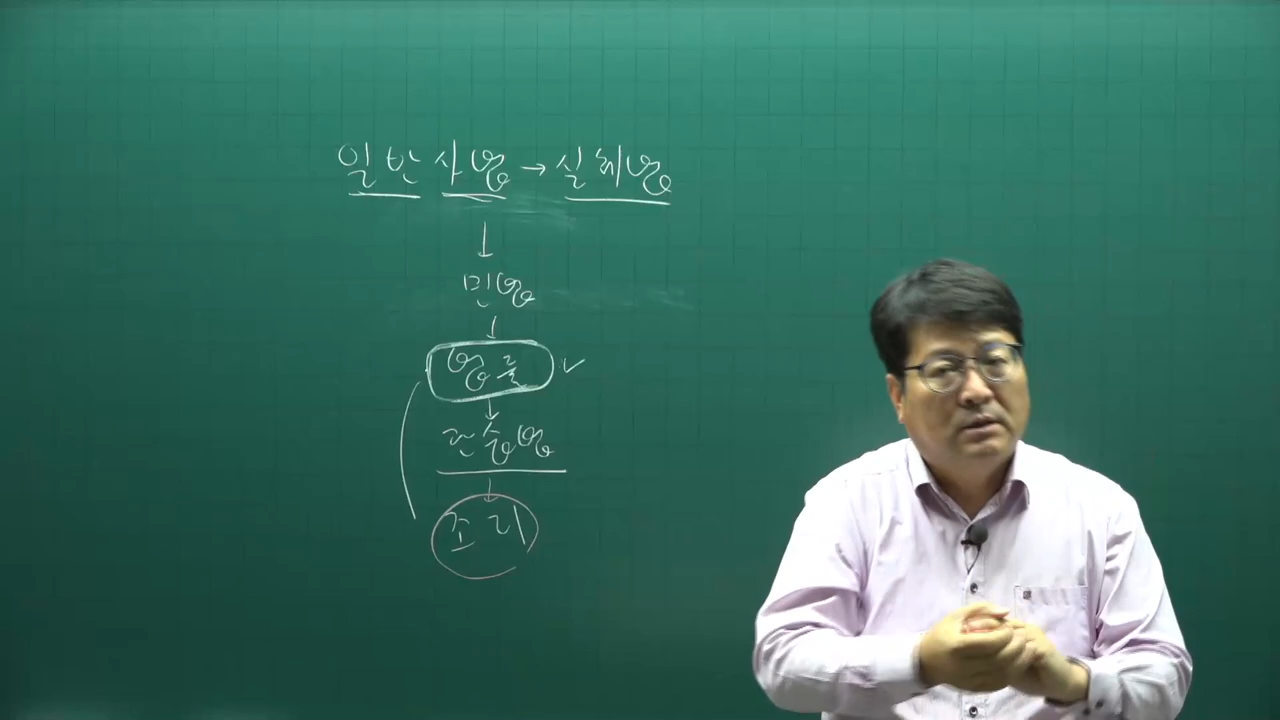 일반 사법 → 실체법
↓
민법
↓
법률 ✓
↓
관습법
↓
조리